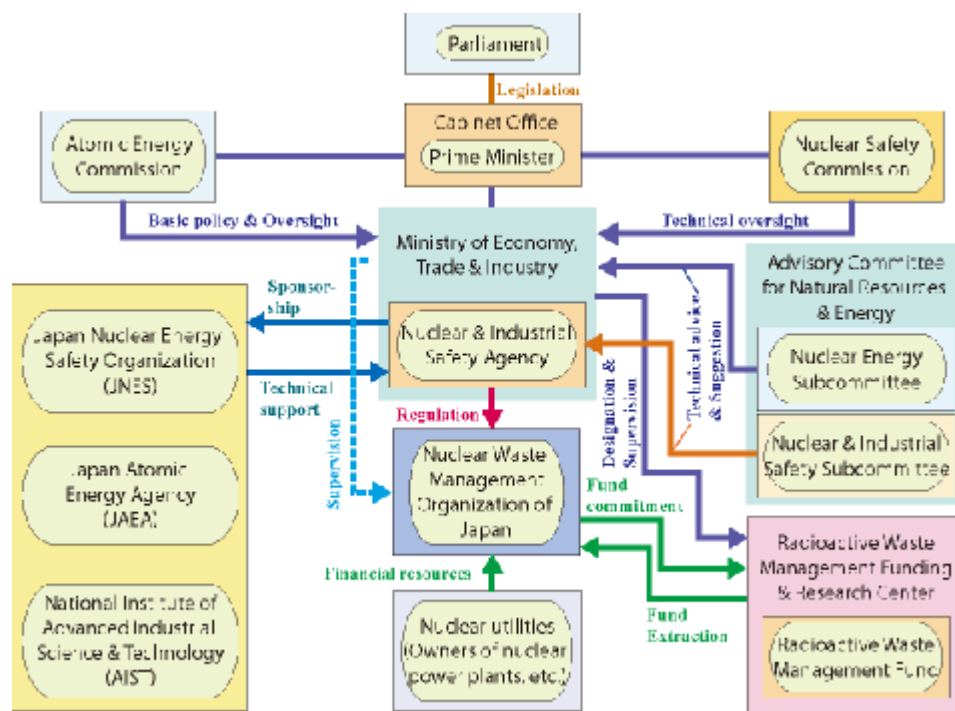 Parliament
Legislation
Cabinet Office
Prime Minister
Atomic Energy
Commission
Nuclear Safety
Commission
Basic policy & Oversight
Technical oversight
Ministry of Economy,
Trade & Industry
Advisory Committee
for Natural Resources
& Energy
Sponsor-
ship
Nuclear & Industrial
Safety Agency
Japan Nuclear Energy
Safety Organization
(JNES)
Technical
support
Nuclear Energy
Subcommittee
Technical advice
& Suggestion
Designation &
Supervision
Supervision
Regulation
Nuclear & Industrial
Safety Subcommittee
Nuclear Waste
Management
Organization of
Japan
Japan Atomic
Energy Agency
(JAEA)
Fund
commitment
Radioactive Waste
Management Funding
& Research Center
Financial resources
Fund
Extraction
National Institute of
Advanced Industrial
Science & Technology
(AIST)
Nuclear utilities
(Owners of nuclear
power plants, etc.)
Radioactive Waste
Management Fund